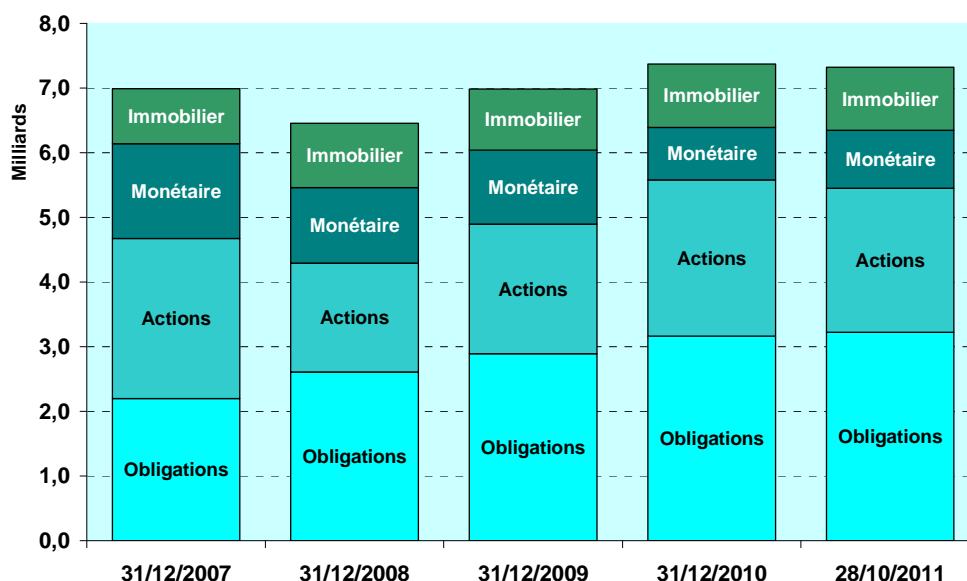 8,0
7,0
6,0
5,0
4,0
3,0
2,0
1,0
0,0
Milliards
Immobilier
Monétaire
Actions
Obligations
Immobilier
Monétaire
Actions
Obligations
Immobilier
Monétaire
Actions
Obligations
Immobilier
Monétaire
Actions
Obligations
Immobilier
Monétaire
Actions
Obligations
31/12/2007
31/12/2008
31/12/2009
31/12/2010
28/10/2011